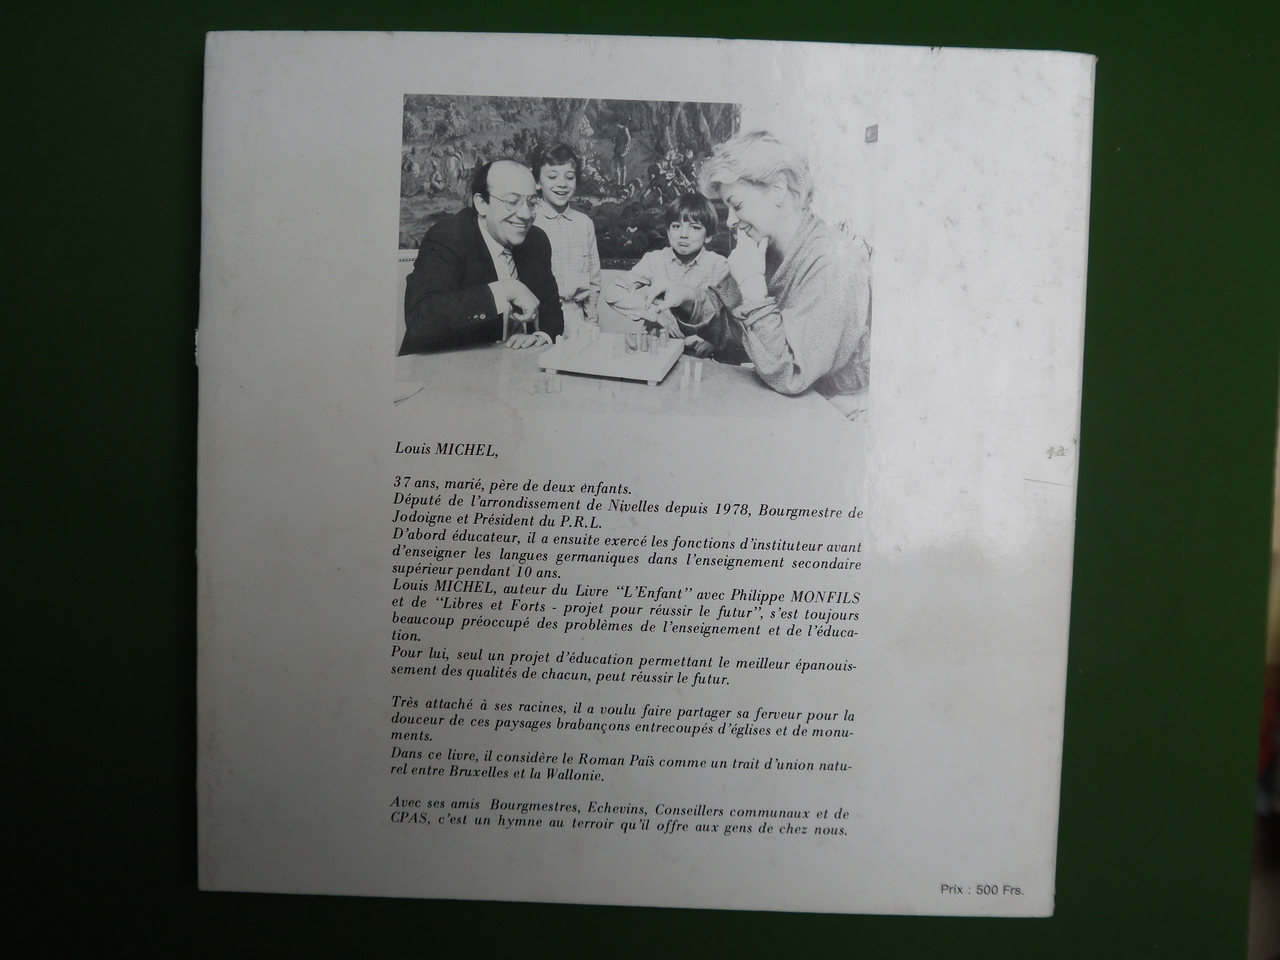 Louis MICHEL,
37 ans, marié, père de deux enfants.
Député de l'arrondissement de Nivelles depuis 1978, Bourgmestre de
Jodoigne et Président du P.R.L.
D'abord éducateur, il a ensuite exercé les fonctions d'instituteur avant
d'enseigner les langues germaniques dans l'enseignement secondaire
supérieur pendant 10 ans.
Louis MICHEL, auteur du Livre "L'Enfant" avec Philippe MONFILS
et de "Libres et Forts - projet pour réussir le futur", s'est toujours
beaucoup préoccupé des problèmes de l'enseignement et de l'éduca-
tion.
Pour lui, seul un projet d'éducation permettant le meilleur épanouis-
sement des qualités de chacun, peut réussir le futur.
Très attaché à ses racines, il a voulu faire partager sa ferveur pour la
douceur de ces paysages brabançons entrecoupés d'églises et de monu-
ments.
Dans ce livre, il considère le Roman Païs comme un trait d'union natu-
rel entre Bruxelles et la Wallonie.
Avec ses amis Bourgmestres, Echevins, Conseillers communaux et de
CPAS, c'est un hymne au terroir qu'il offre aux gens de chez nous.
Prix : 500 Frs.